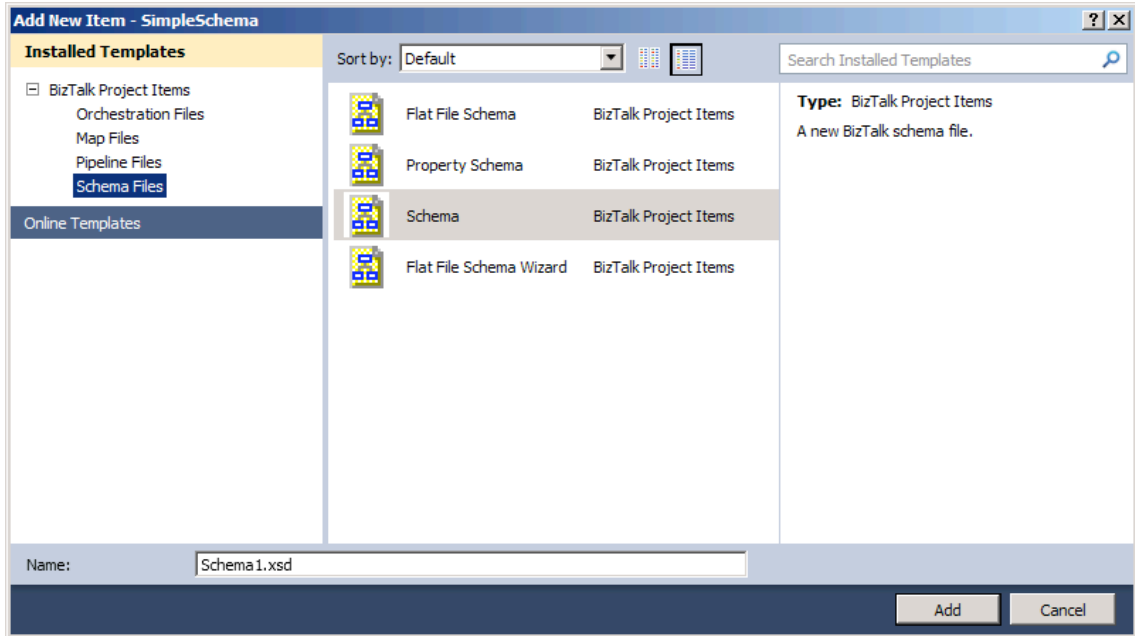 Add New Item - SimpleSchema
Installed Templates
Sort by: Default
Search Installed Templates
BizTalk Project Items
Orchestration Files
Map Files
Pipeline Files
Schema Files
Online Templates
Flat File Schema BizTalk Project Items
Property Schema BizTalk Project Items
Schema BizTalk Project Items
Flat File Schema Wizard BizTalk Project Items
Type: BizTalk Project Items
A new BizTalk schema file.
Name: Schema1.xsd
Add Cancel